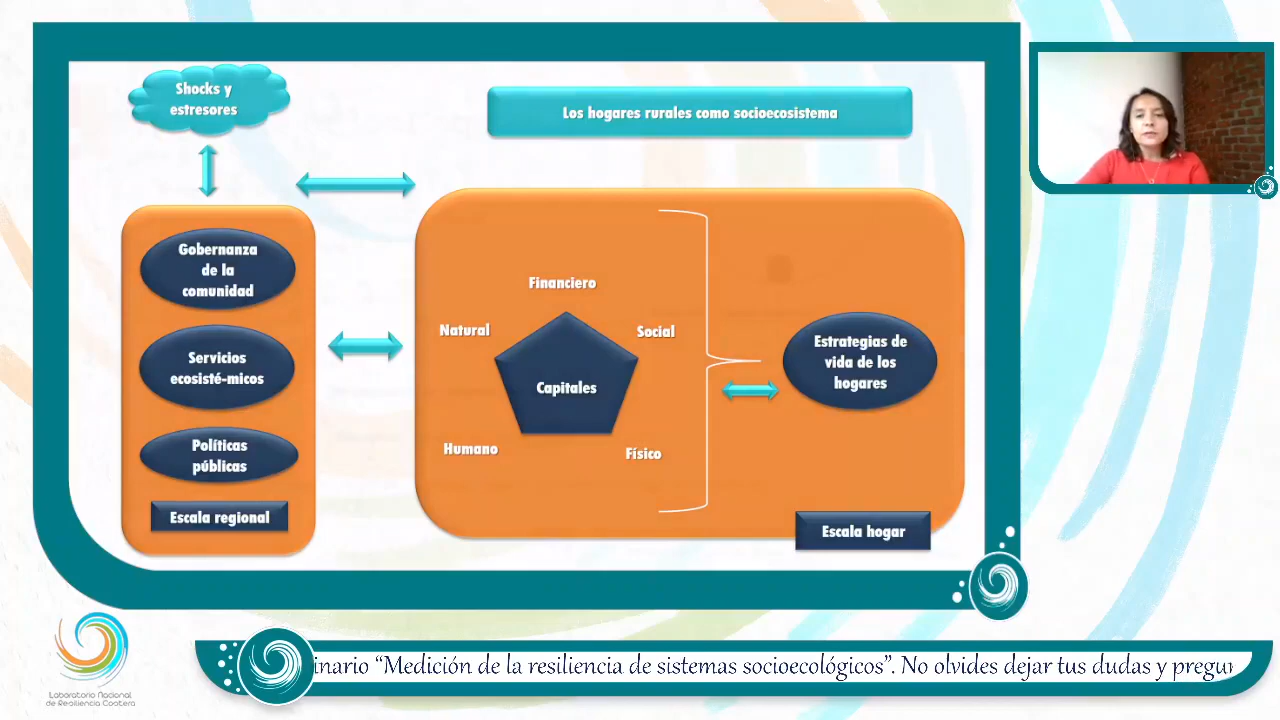 Shocks y
estresores
Los hogares rurales como socioecosistema
Gobernanza
de la
comunidad
Servicios
ecosisté-micos
Políticas
públicas
Escala regional
Financiero
Natural
Social
Capitales
Humano
Físico
Estrategias de
vida de los
hogares
Escala hogar
inario “Medición de la resiliencia de sistemas socioecológicos”. No olvides dejar tus dudas y pregun
Laboratorio Nacional
de Resiliencia Costera